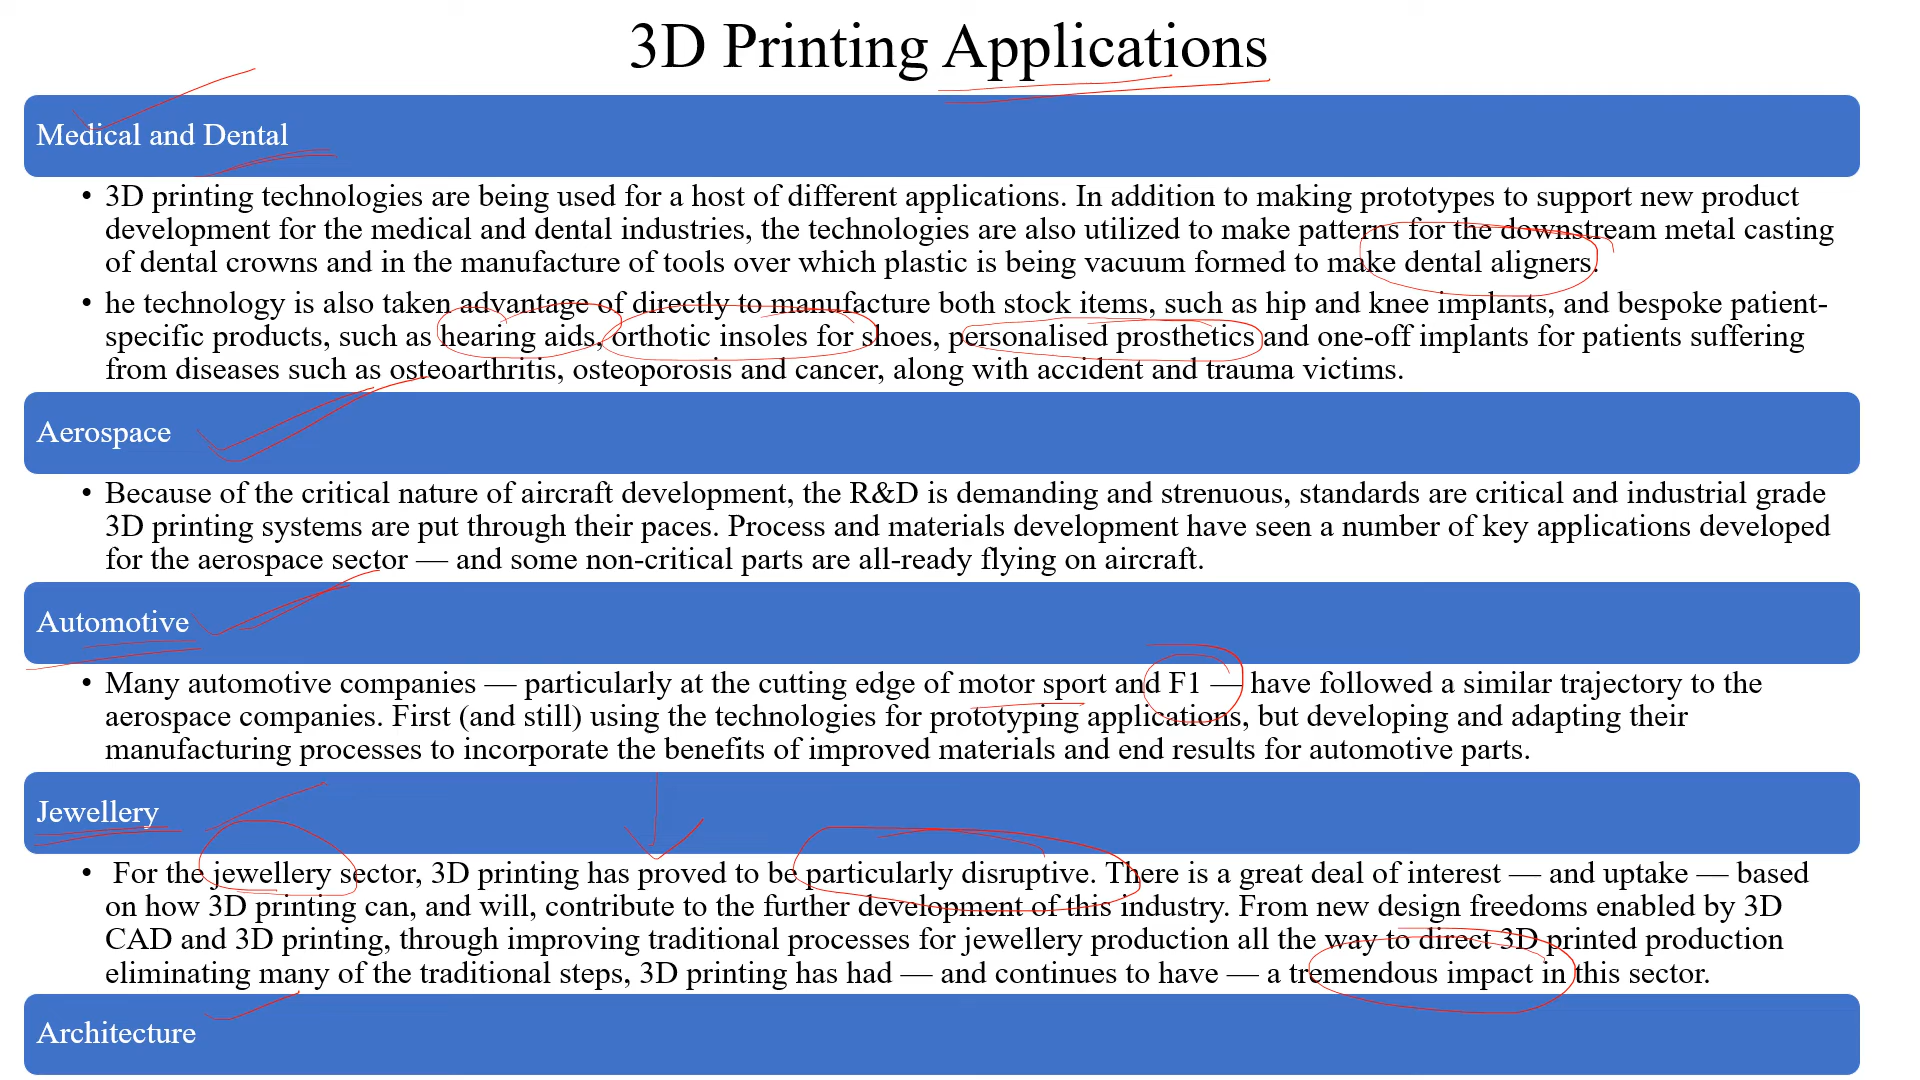 3D Printing Applications
Medical and Dental
• 3D printing technologies are being used for a host of different applications. In addition to making prototypes to support new product
development for the medical and dental industries, the technologies are also utilized to make patterns for the downstream metal casting
of dental crowns and in the manufacture of tools over which plastic is being vacuum formed to make dental aligners.
• he technology is also taken advantage of directly to manufacture both stock items, such as hip and knee implants, and bespoke patient-
specific products, such as hearing aids, orthotic insoles for shoes, personalised prosthetics and one-off implants for patients suffering
from diseases such as osteoarthritis, osteoporosis and cancer, along with accident and trauma victims.
Aerospace
• Because of the critical nature of aircraft development, the R&D is demanding and strenuous, standards are critical and industrial grade
3D printing systems are put through their paces. Process and materials development have seen a number of key applications developed
for the aerospace sector — and some non-critical parts are all-ready flying on aircraft.
Automotive
• Many automotive companies — particularly at the cutting edge of motor sport and F1 — have followed a similar trajectory to the
aerospace companies. First (and still) using the technologies for prototyping applications, but developing and adapting their
manufacturing processes to incorporate the benefits of improved materials and end results for automotive parts.
Jewellery
• For the jewellery sector, 3D printing has proved to be particularly disruptive. There is a great deal of interest — and uptake — based
on how 3D printing can, and will, contribute to the further development of this industry. From new design freedoms enabled by 3D
CAD and 3D printing, through improving traditional processes for jewellery production all the way to direct 3D printed production
eliminating many of the traditional steps, 3D printing has had — and continues to have — a tremendous impact in this sector.
Architecture